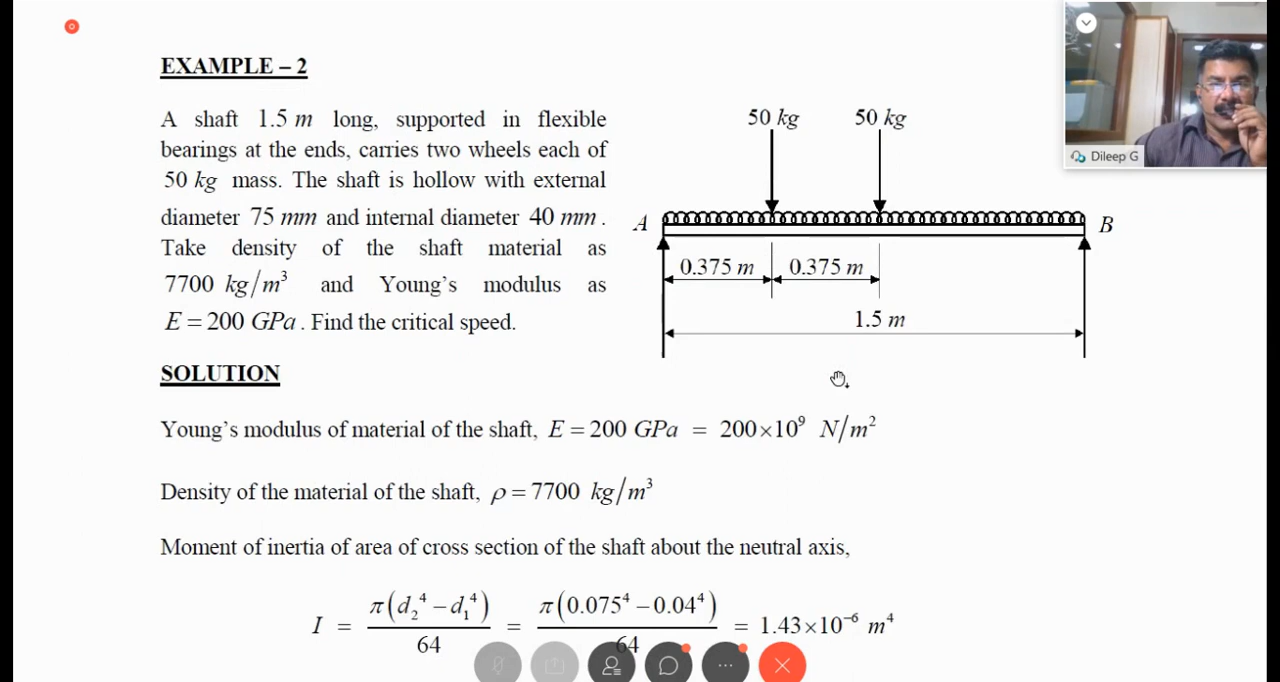 EXAMPLE – 2
A shaft 1.5 m long, supported in flexible
bearings at the ends, carries two wheels each of
50 kg mass. The shaft is hollow with external
diameter 75 mm and internal diameter 40 mm.
Take density of the shaft material as
7700 kg/m³ and Young's modulus as
E = 200 GPa. Find the critical speed.
50 kg 50 kg
A B
0.375 m 0.375 m
1.5 m
Dileep G
SOLUTION
Young's modulus of material of the shaft, E = 200 GPa = 200×10⁹ N/m²
Density of the material of the shaft, ρ = 7700 kg/m³
Moment of inertia of area of cross section of the shaft about the neutral axis,
I = π(d₂⁴ – d₁⁴) / 64 = π(0.075⁴ – 0.04⁴) / 64 = 1.43×10⁻⁶ m⁴